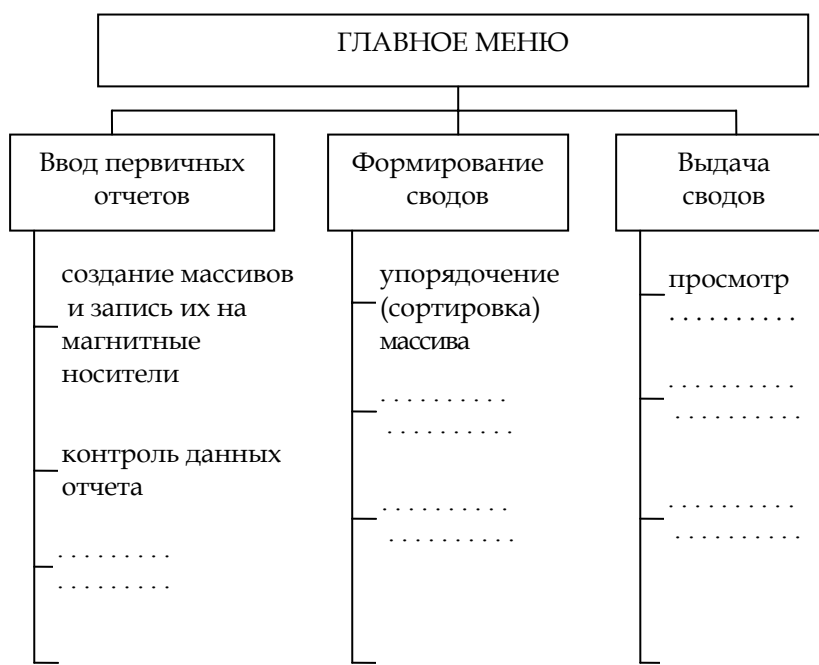 ГЛАВНОЕ МЕНЮ
Ввод первичных
отчетов
создание массивов
и запись их на
магнитные
носители
контроль данных
отчета
. . . . . . . . .
. . . . . . . . .
Формирование
сводов
упорядочение
(сортировка)
массива
. . . . . . . . . .
. . . . . . . . . .
. . . . . . . . . .
. . . . . . . . . .
Выдача
сводов
просмотр
. . . . . . . . . .
. . . . . . . . . .
. . . . . . . . . .
. . . . . . . . . .
. . . . . . . . . .